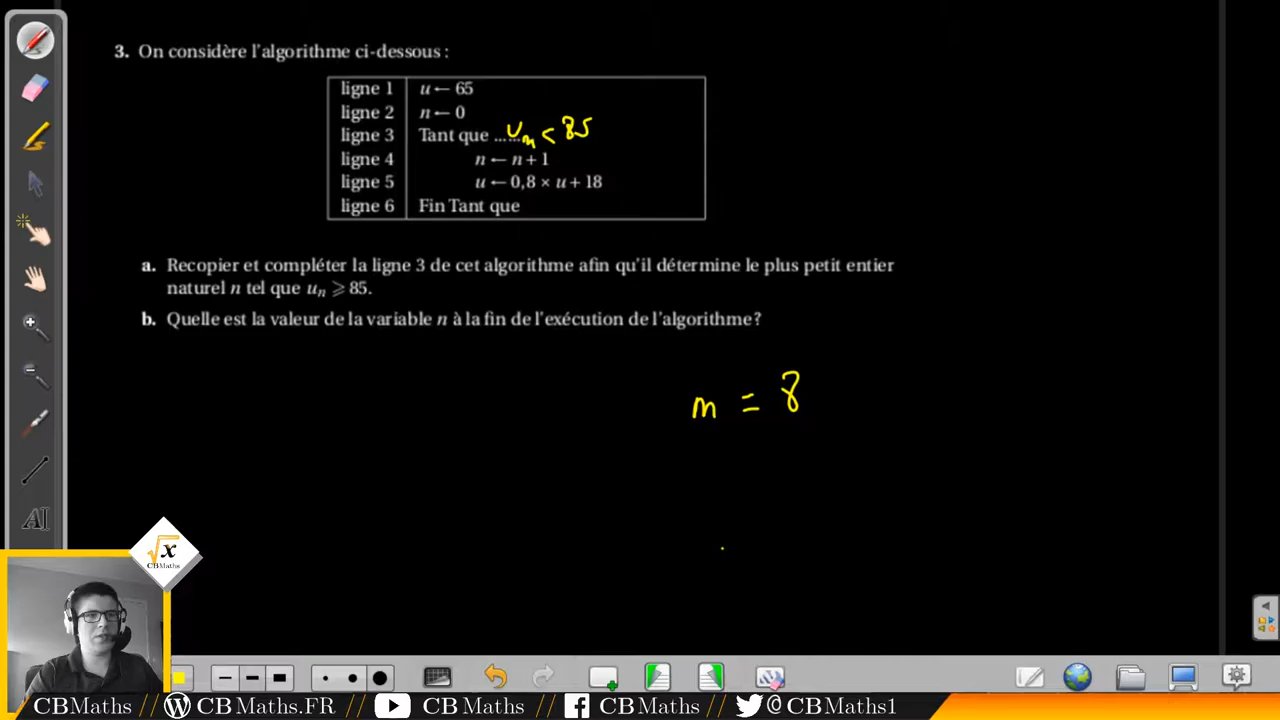 3. On considère l'algorithme ci-dessous :
ligne 1 u ← 65
ligne 2 n ← 0
ligne 3 Tant que ...... un < 85
ligne 4 n ← n + 1
ligne 5 u ← 0,8 × u + 18
ligne 6 Fin Tant que
a. Recopier et compléter la ligne 3 de cet algorithme afin qu'il détermine le plus petit entier
naturel n tel que un ⩾ 85.
b. Quelle est la valeur de la variable n à la fin de l'exécution de l'algorithme?
n = 8
AI
√x
CBMaths
CBMaths CBMaths.FR CB Maths CB Maths @CBMaths1